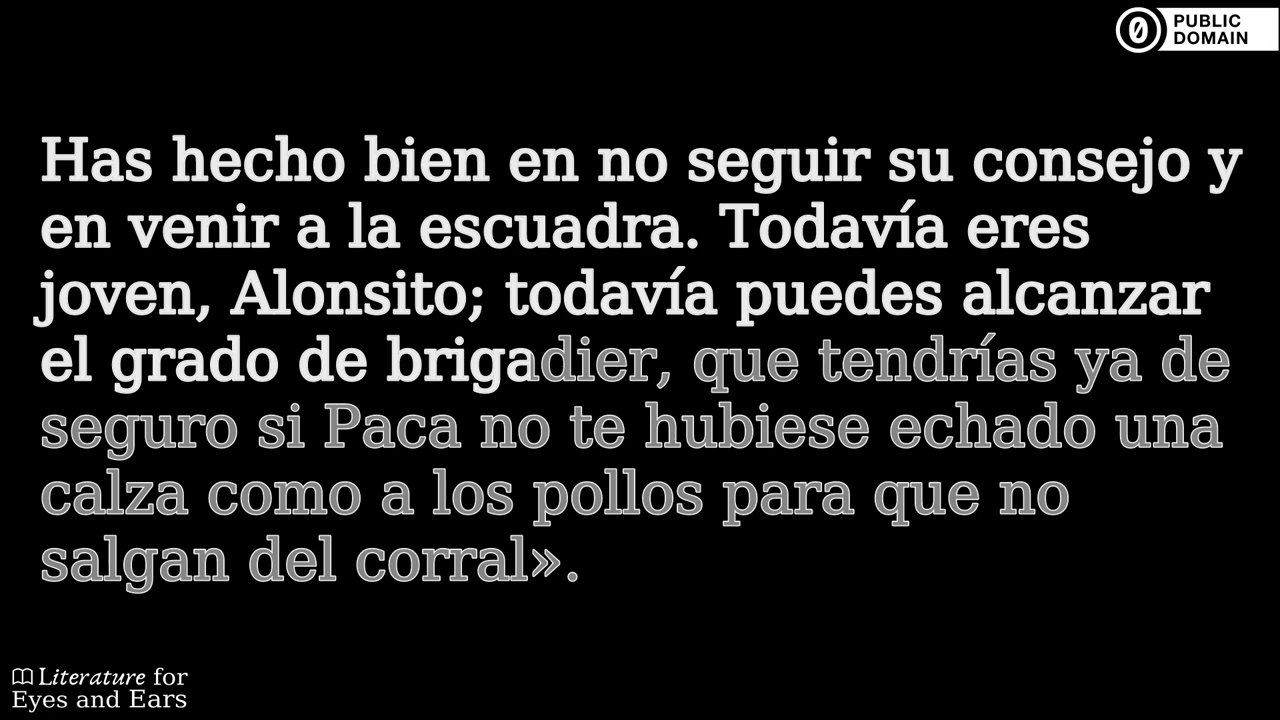 PUBLIC
DOMAIN
Has hecho bien en no seguir su consejo y
en venir a la escuadra. Todavía eres
joven, Alonsito; todavía puedes alcanzar
el grado de brigadier, que tendrías ya de
seguro si Paca no te hubiese echado una
calza como a los pollos para que no
salgan del corral».
Literature for
Eyes and Ears